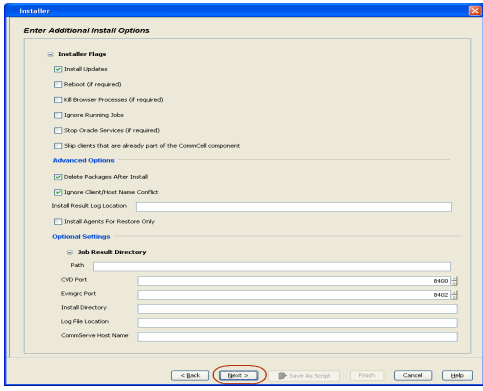 Installer
Enter Additional Install Options
Installer Flags
Install Updates
Reboot (if required)
Kill Browser Processes (if required)
Ignore Running Jobs
Stop Oracle Services (if required)
Skip clients that are already part of the CommCell component
Advanced Options
Delete Packages After Install
Ignore Client/Host Name Conflict
Install Result Log Location
Install Agents For Restore Only
Optional Settings
Job Result Directory
Path
CVD Port 8400
Evmgrc Port 8402
Install Directory
Log File Location
CommServe Host Name
< Back Next > Save As Script Finish Cancel Help